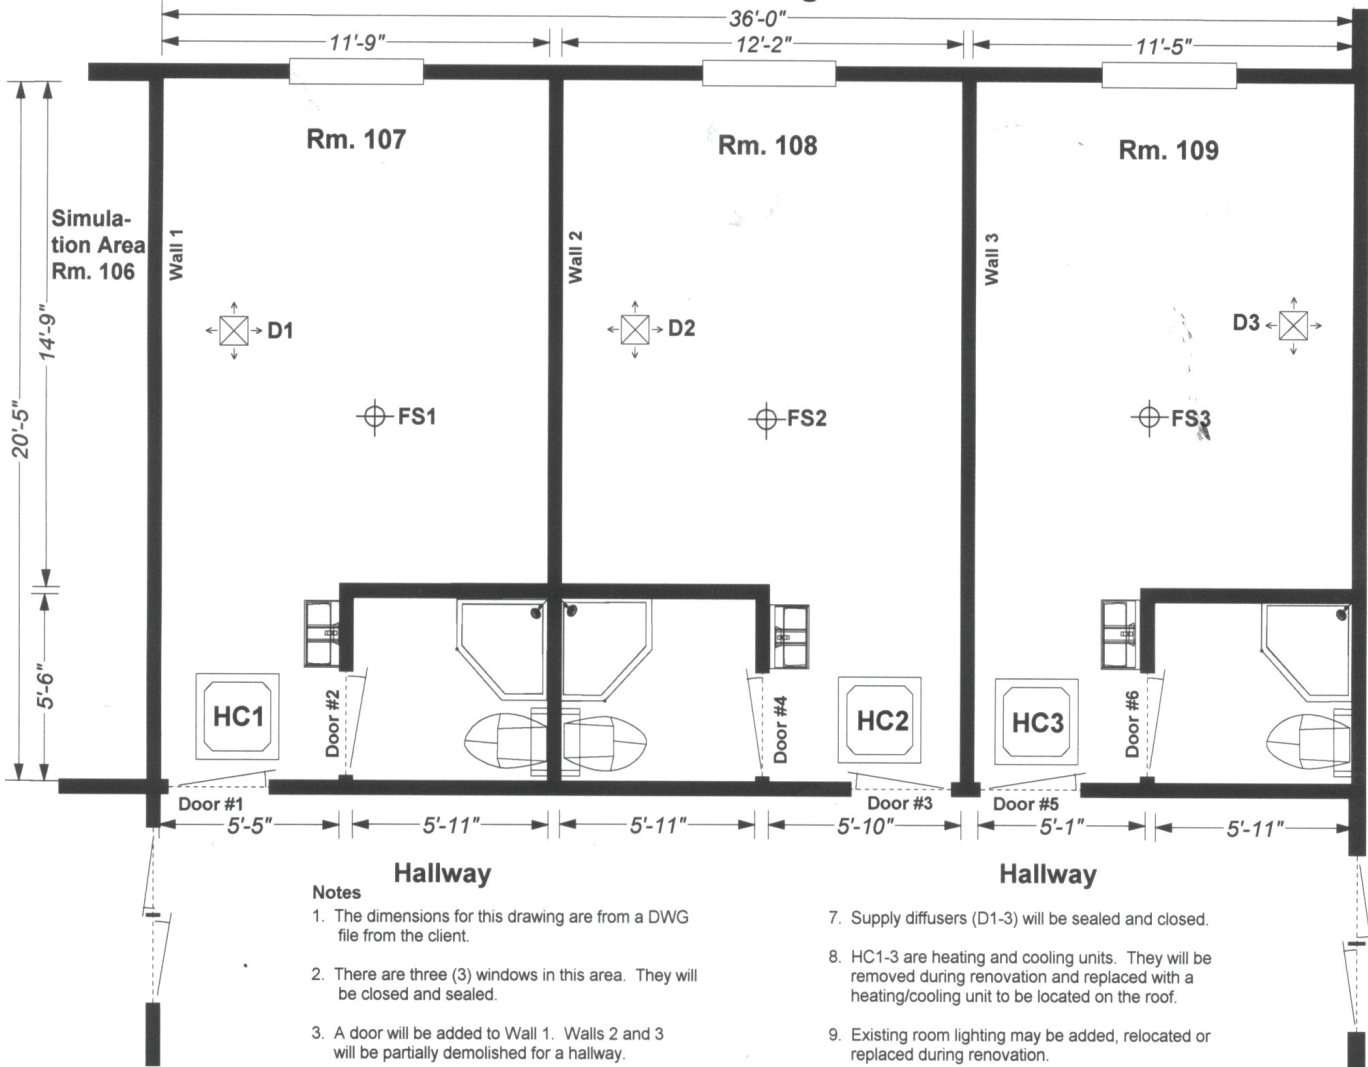 36'-0"
11'-9"
12'-2"
11'-5"
Rm. 107
Rm. 108
Rm. 109
Simula-
tion Area
Rm. 106
Wall 1
Wall 2
Wall 3
14'-9"
20'-5"
D1
D2
D3
FS1
FS2
FS3
5'-6"
HC1
Door #2
Door #4
HC2
HC3
Door #6
Door #1
Door #3
Door #5
5'-5"
5'-11"
5'-11"
5'-10"
5'-1"
5'-11"
Hallway
Hallway
Notes
1. The dimensions for this drawing are from a DWG
file from the client.
2. There are three (3) windows in this area. They will
be closed and sealed.
3. A door will be added to Wall 1. Walls 2 and 3
will be partially demolished for a hallway.
7. Supply diffusers (D1-3) will be sealed and closed.
8. HC1-3 are heating and cooling units. They will be
removed during renovation and replaced with a
heating/cooling unit to be located on the roof.
9. Existing room lighting may be added, relocated or
replaced during renovation.